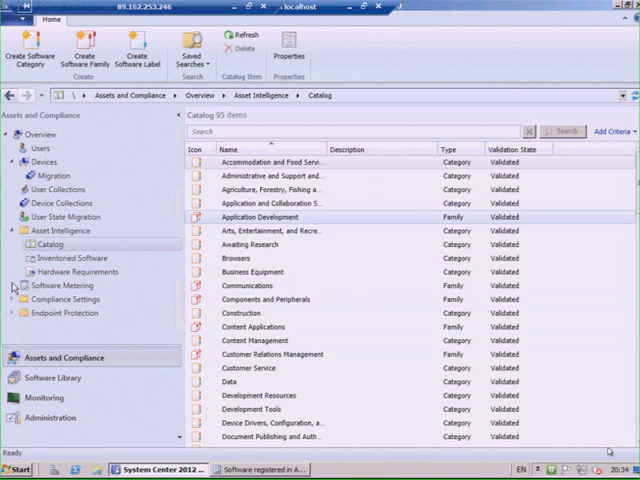 89.162.253.246
localhost
Home
Create Software Category
Create Software Family
Create Software Label
Saved Searches
Refresh
Delete
Properties
Create
Search
Catalog Item
Properties
\ Assets and Compliance Overview Asset Intelligence Catalog
Assets and Compliance
Overview
Users
Devices
Migration
User Collections
Device Collections
User State Migration
Asset Intelligence
Catalog
Inventoried Software
Hardware Requirements
Software Metering
Compliance Settings
Endpoint Protection
Assets and Compliance
Software Library
Monitoring
Administration
Catalog 95 items
Search
Search
Add Criteria
Icon Name Description Type Validation State
Accommodation and Food Servi... Category Validated
Administrative and Support and... Category Validated
Agriculture, Forestry, Fishing a... Category Validated
Application and Collaboration S... Category Validated
Application Development Family Validated
Arts, Entertainment, and Recre... Category Validated
Awaiting Research Category Validated
Browsers Category Validated
Business Equipment Category Validated
Communications Family Validated
Components and Peripherals Family Validated
Construction Category Validated
Content Applications Family Validated
Content Management Category Validated
Customer Relations Management Family Validated
Customer Service Category Validated
Data Category Validated
Development Resources Category Validated
Development Tools Category Validated
Device Drivers, Configuration, a... Category Validated
Document Publishing and Auth... Category Validated
Ready
Start
System Center 2012 ...
Software registered in A...
EN
20:34